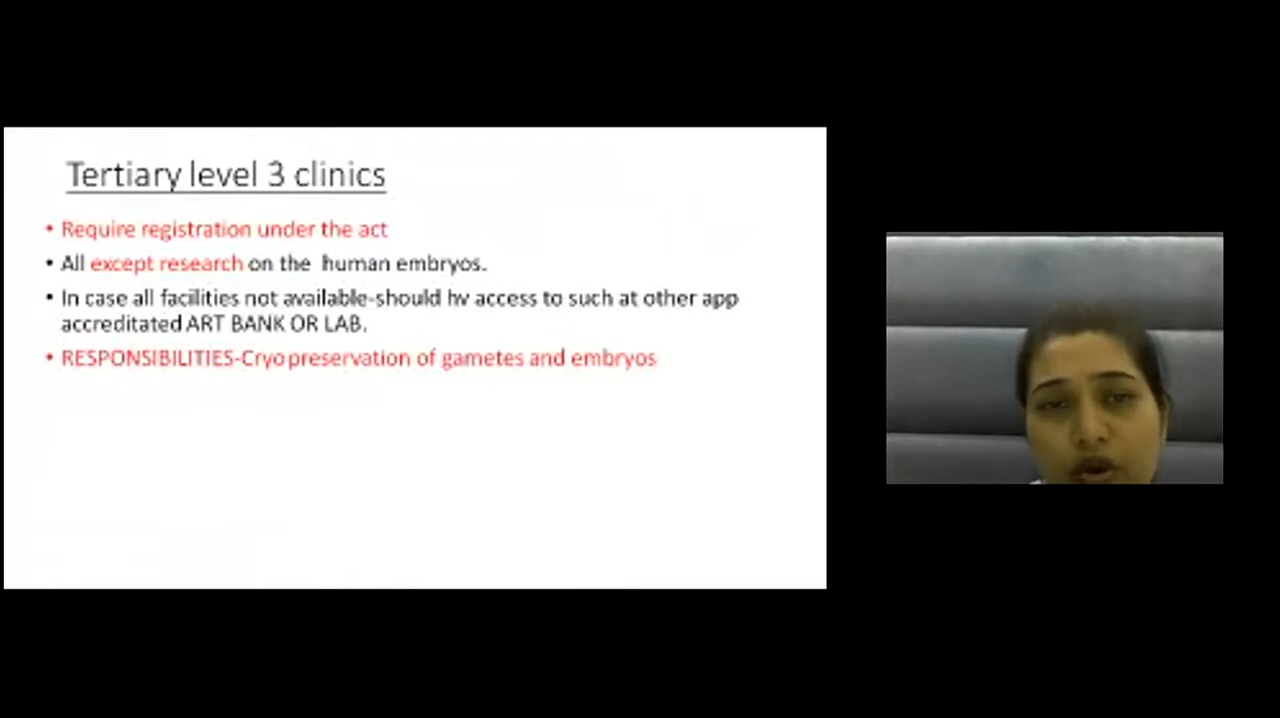 Tertiary level 3 clinics
• Require registration under the act
• All except research on the human embryos.
• In case all facilities not available-should hv access to such at other app
accreditated ART BANK OR LAB.
• RESPONSIBILITIES-Cryo preservation of gametes and embryos